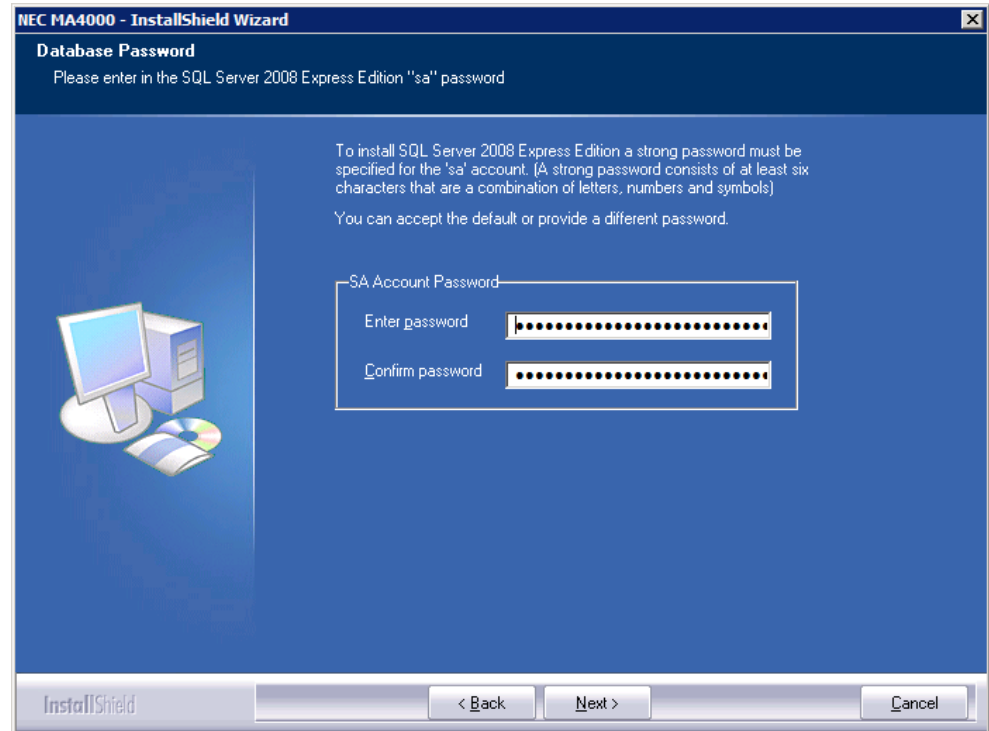 NEC MA4000 - InstallShield Wizard
Database Password
Please enter in the SQL Server 2008 Express Edition "sa" password
To install SQL Server 2008 Express Edition a strong password must be
specified for the 'sa' account. (A strong password consists of at least six
characters that are a combination of letters, numbers and symbols)
You can accept the default or provide a different password.
SA Account Password
Enter password
Confirm password
InstallShield
< Back
Next >
Cancel